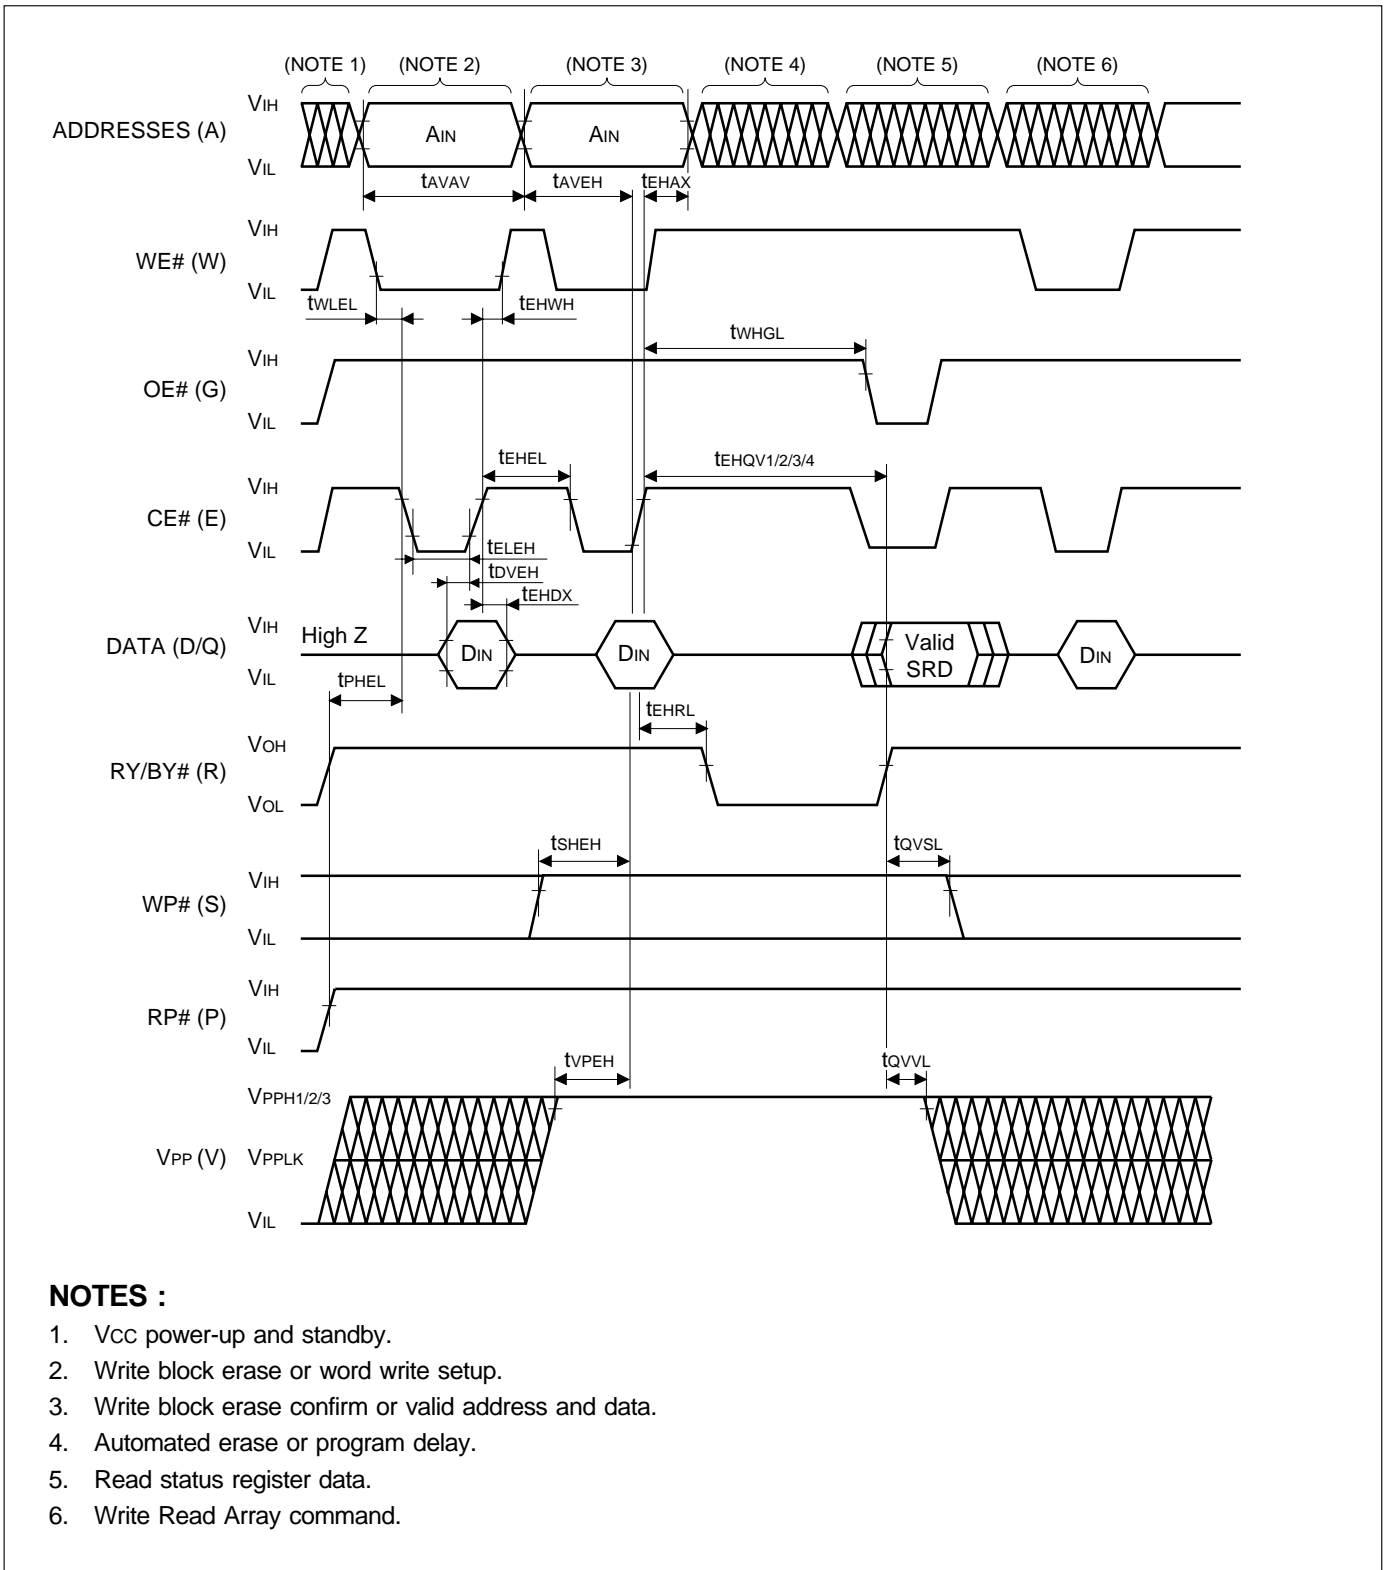 (NOTE 1) (NOTE 2) (NOTE 3) (NOTE 4) (NOTE 5) (NOTE 6)
VIH
ADDRESSES (A) AIN AIN
VIL
tAVAV tAVEH tEHAX
VIH
WE# (W)
VIL
tWLEL tEHWH
tWHGL
VIH
OE# (G)
VIL
tEHEL tEHQV1/2/3/4
VIH
CE# (E)
VIL
tELEH
tDVEH
tEHDX
VIH
DATA (D/Q) High Z DIN DIN Valid SRD DIN
VIL
tPHEL
tEHRL
VOH
RY/BY# (R)
VOL
tSHEH tQVSL
VIH
WP# (S)
VIL
VIH
RP# (P)
VIL
tVPEH tQVVL
VPPH1/2/3
VPP (V) VPPLK
VIL
NOTES :
1. VCC power-up and standby.
2. Write block erase or word write setup.
3. Write block erase confirm or valid address and data.
4. Automated erase or program delay.
5. Read status register data.
6. Write Read Array command.